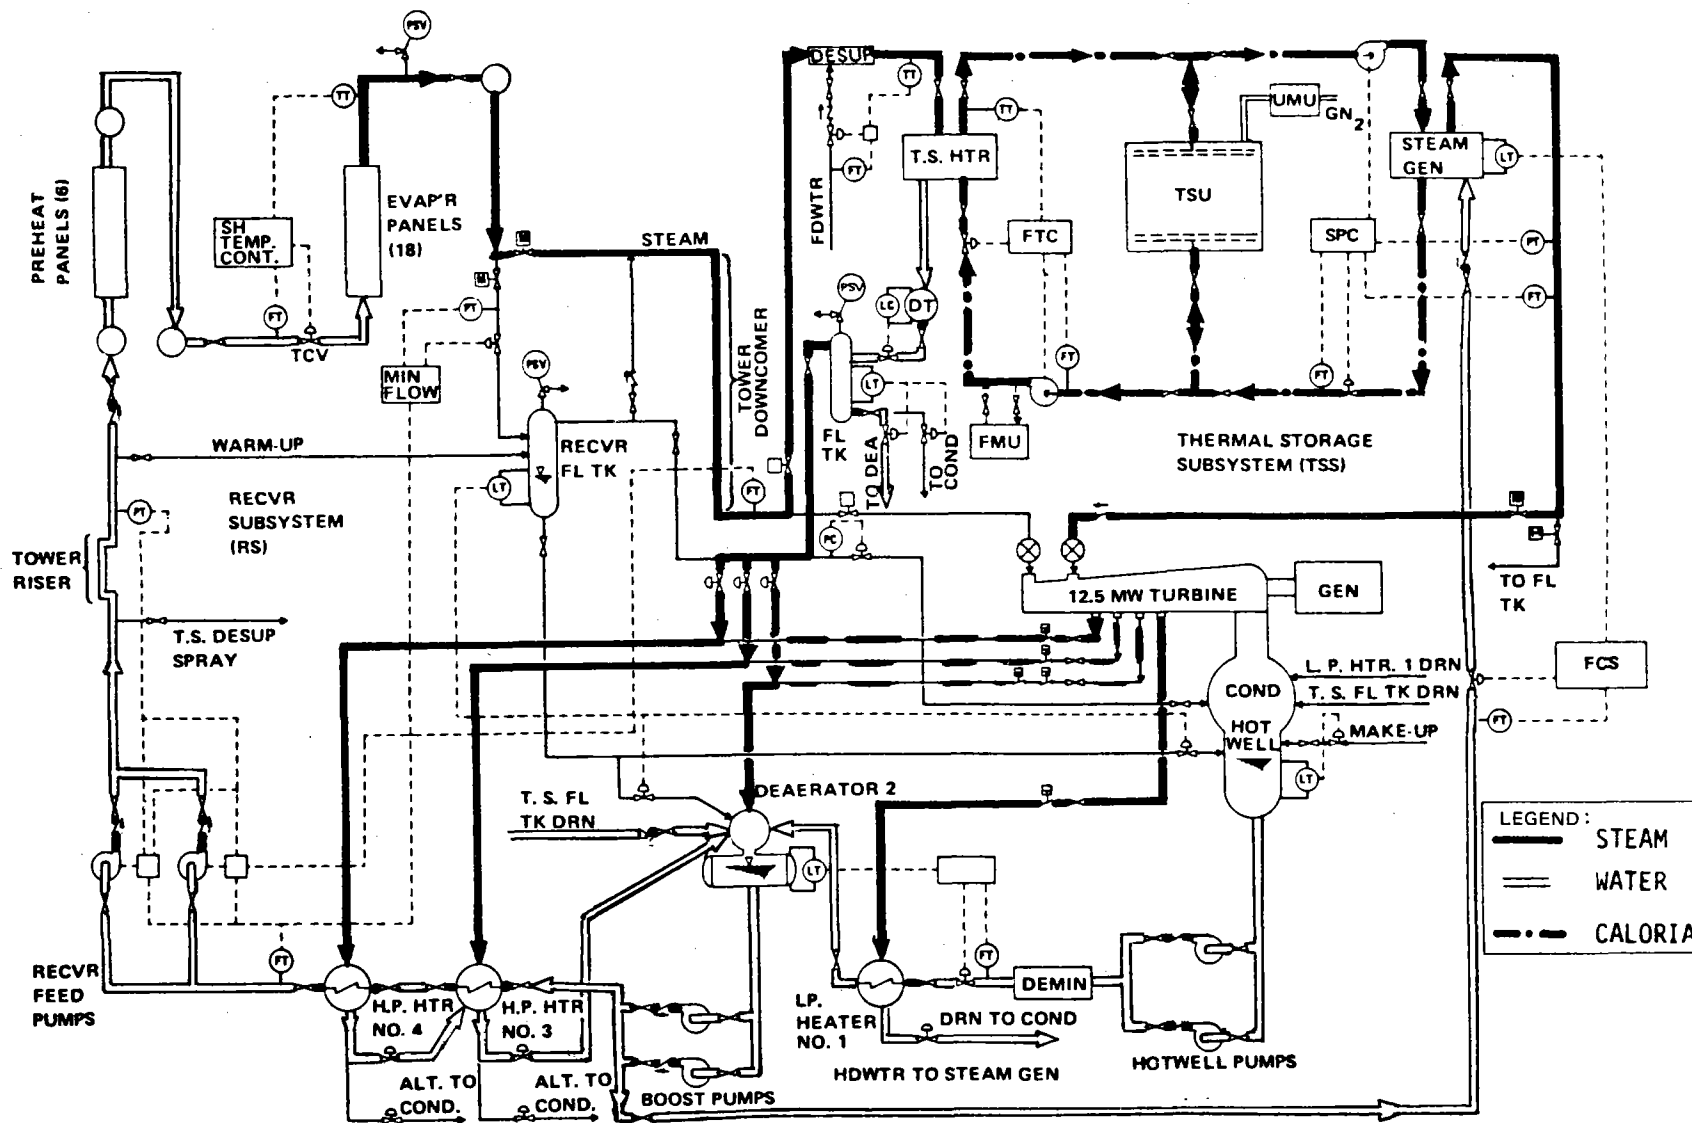 PSV
DESUP
TT
TT
TT
UMU
GN2
PREHEAT
PANELS (6)
T.S. HTR
STEAM
GEN
LT
FT
TSU
EVAP'R
PANELS
(18)
SH
TEMP.
CONT.
FDWTR
FTC
SPC
PT
STEAM
PSV
LC
DT
FT
PT
FT
TCV
MIN
FLOW
PSV
TOWER
DOWNCOMER
LT
FT
FT
FL
TK
FMU
WARM-UP
RECVR
FL TK
TO DEA
TO
COND
THERMAL STORAGE
SUBSYSTEM (TSS)
LT
FT
PT
RECVR
SUBSYSTEM
(RS)
PC
TOWER
RISER
TO FL
TK
12.5 MW TURBINE
GEN
T.S. DESUP
SPRAY
L.P. HTR. 1 DRN
FCS
COND
T. S. FL TK DRN
FT
HOT
WELL
MAKE-UP
LT
DEAERATOR 2
T. S. FL
TK DRN
LEGEND:
STEAM
WATER
CALORIA
LT
FT
FT
RECVR
FEED
PUMPS
H.P. HTR
NO. 4
H.P. HTR
NO. 3
DEMIN
LP.
HEATER
NO. 1
DRN TO COND
HOTWELL PUMPS
HDWTR TO STEAM GEN
ALT. TO
COND.
ALT. TO
COND.
BOOST PUMPS